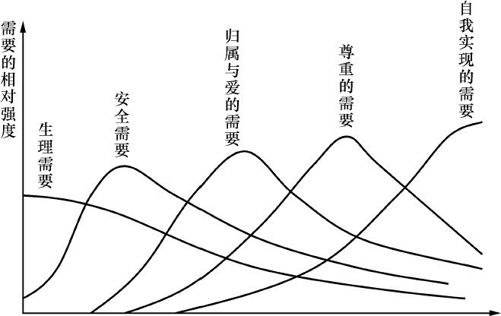 需要的相对强度
生理需要
安全需要
归属与爱的需要
尊重的需要
自我实现的需要